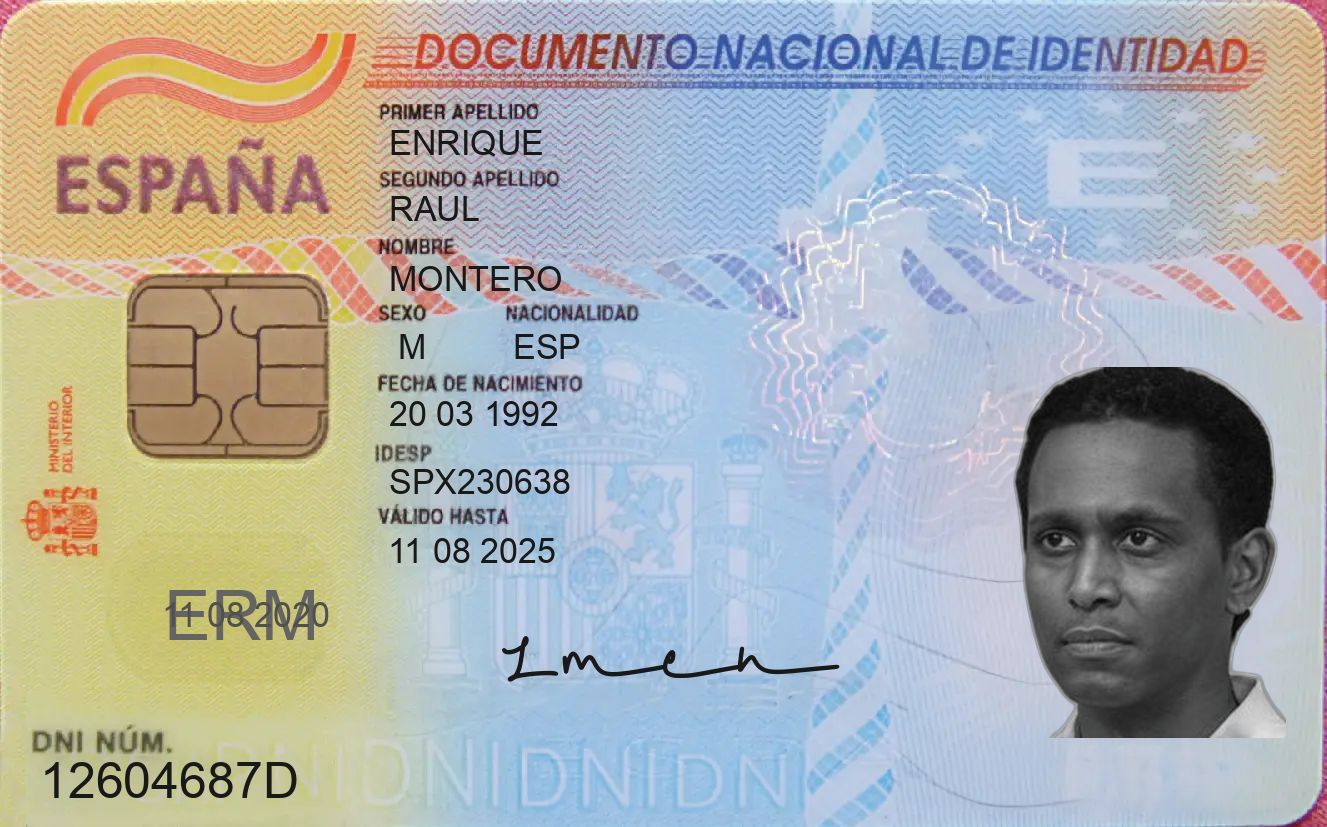 DOCUMENTO NACIONAL DE IDENTIDAD
ESPAÑA
PRIMER APELLIDO
ENRIQUE
SEGUNDO APELLIDO
RAUL
NOMBRE
MONTERO
SEXO NACIONALIDAD
M ESP
FECHA DE NACIMIENTO
20 03 1992
IDESP
SPX230638
VÁLIDO HASTA
11 08 2025
MINISTERIO
DEL INTERIOR
E
ERM
11 08 2020
DNI NÚM.
12604687D
DNIDNIDNIDNI